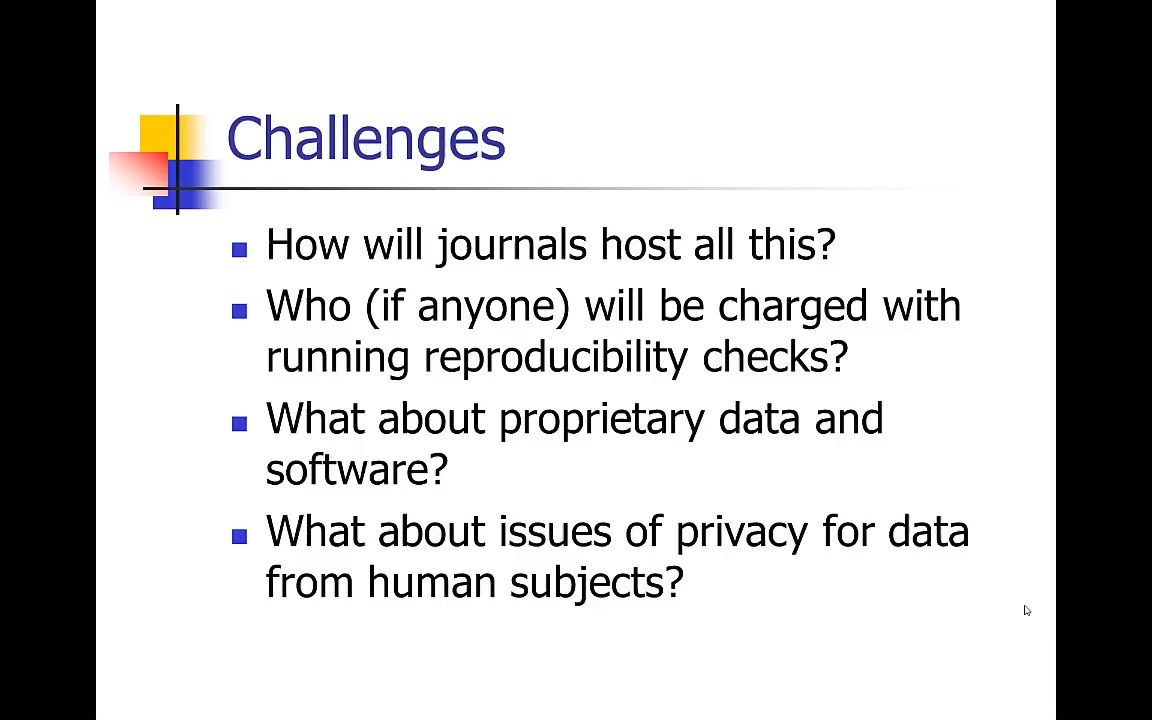 Challenges
How will journals host all this?
Who (if anyone) will be charged with
running reproducibility checks?
What about proprietary data and
software?
What about issues of privacy for data
from human subjects?